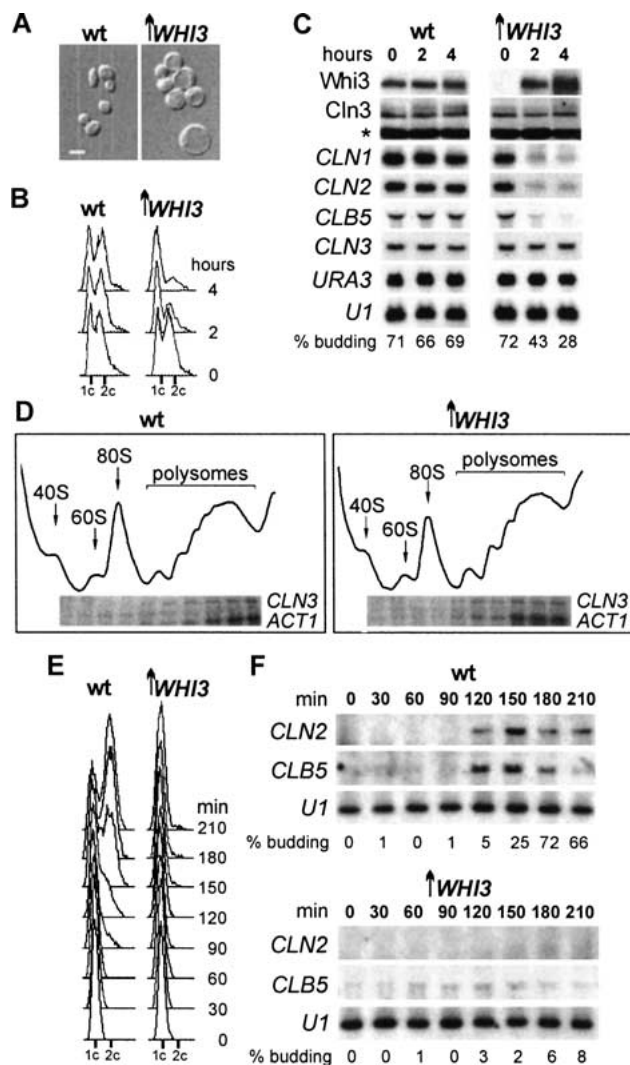 A
wt
↑WHI3
B
wt
↑WHI3
hours
4
2
0
1c 2c 1c 2c
C
wt
↑WHI3
hours 0 2 4 0 2 4
Whi3
Cln3
*
CLN1
CLN2
CLB5
CLN3
URA3
U1
% budding 71 66 69 72 43 28
D
wt
↑WHI3
80S
polysomes
40S
60S
CLN3
ACT1
80S
polysomes
40S
60S
CLN3
ACT1
E
wt
↑WHI3
min
210
180
150
120
90
60
30
0
1c 2c 1c 2c
F
wt
min 0 30 60 90 120 150 180 210
CLN2
CLB5
U1
% budding 0 1 0 1 5 25 72 66
↑WHI3
min 0 30 60 90 120 150 180 210
CLN2
CLB5
U1
% budding 0 0 1 0 3 2 6 8